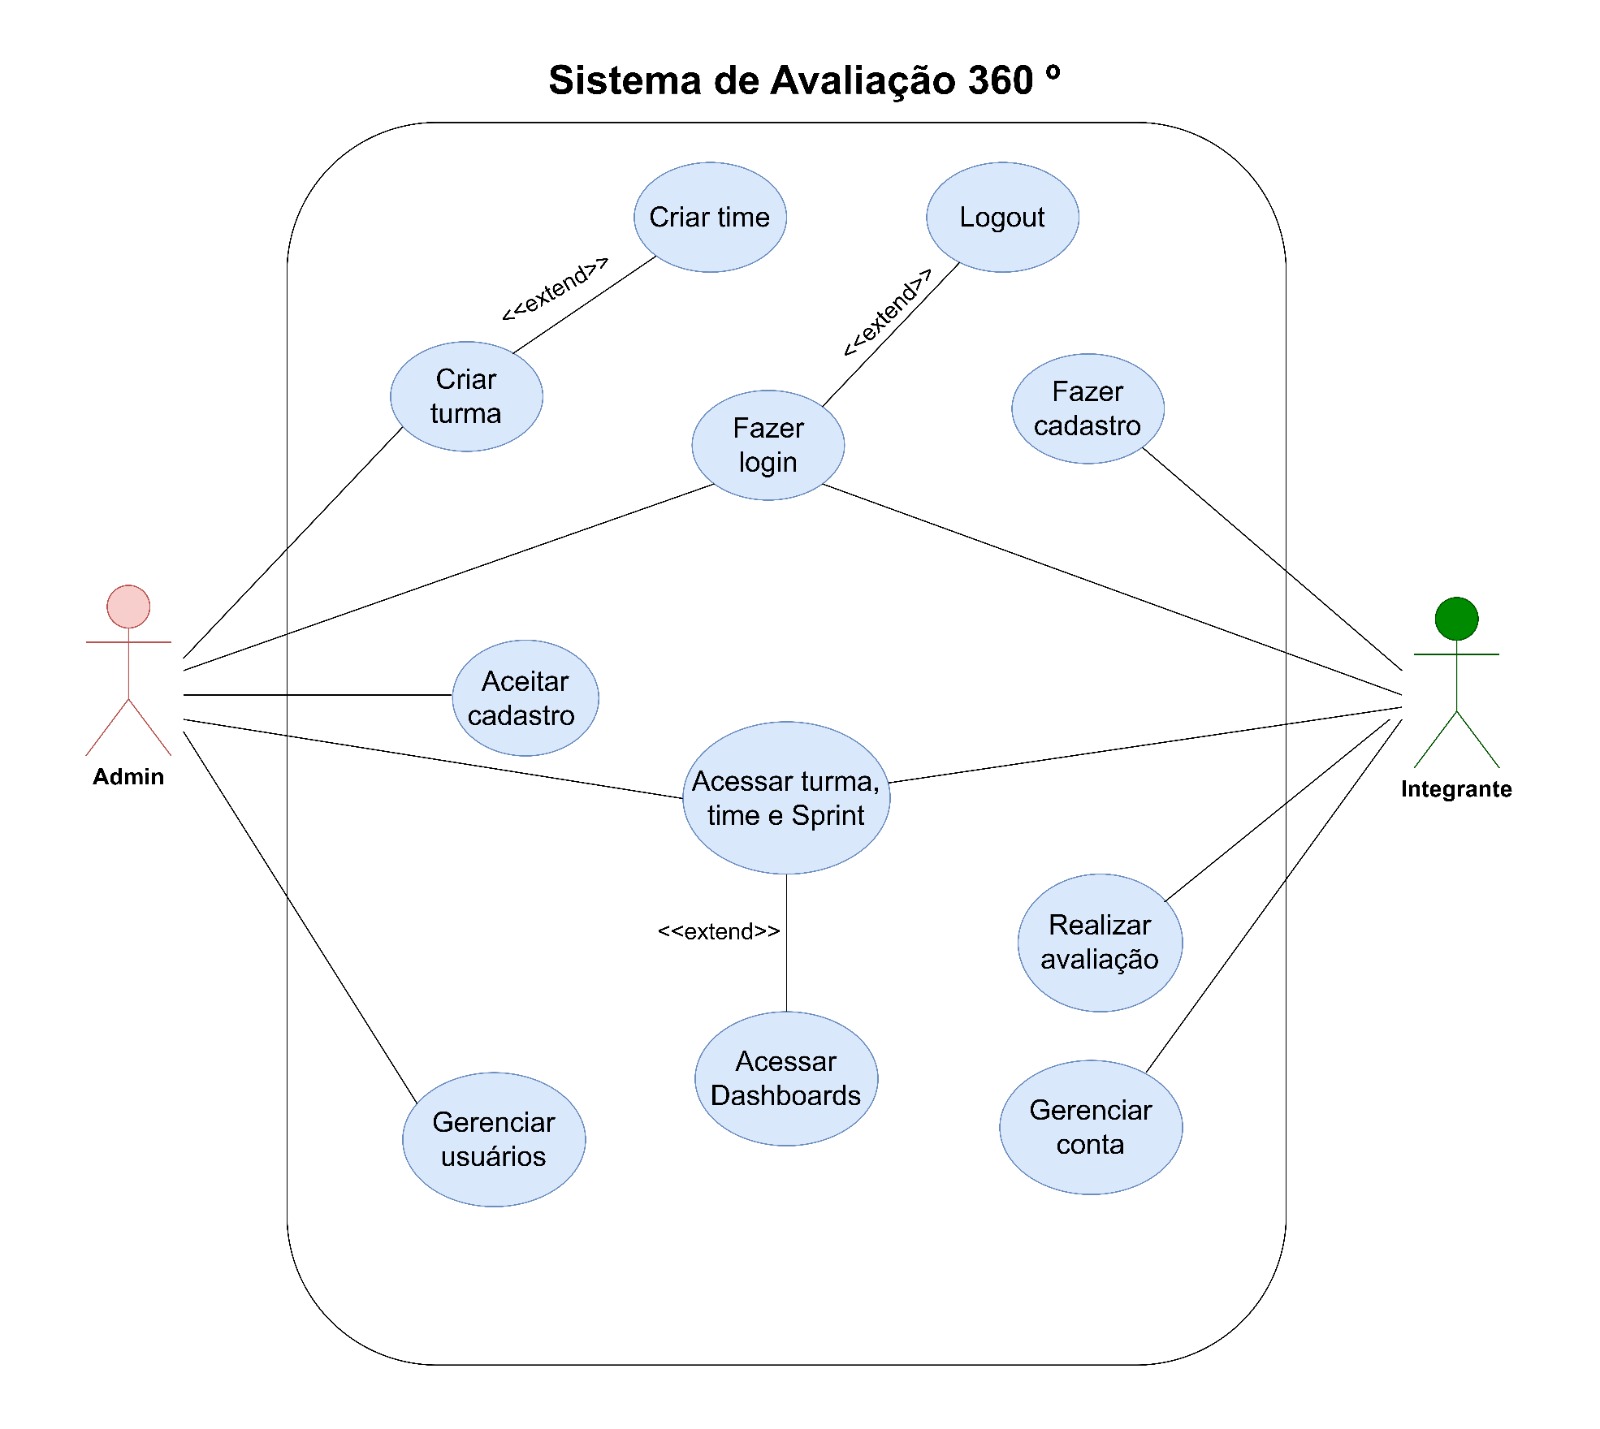 Sistema de Avaliação 360 º
Criar time
Logout
<<extend>>
<<extend>>
Criar
turma
Fazer
login
Fazer
cadastro
Aceitar
cadastro
Admin
Integrante
Acessar turma,
time e Sprint
<<extend>>
Realizar
avaliação
Acessar
Dashboards
Gerenciar
usuários
Gerenciar
conta